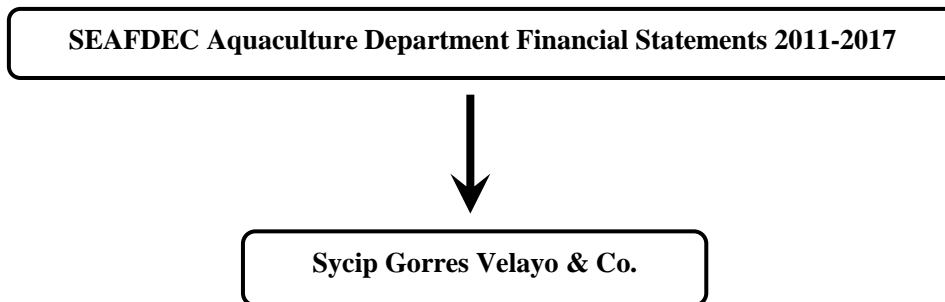 SEAFDEC Aquaculture Department Financial Statements 2011-2017
Sycip Gorres Velayo & Co.